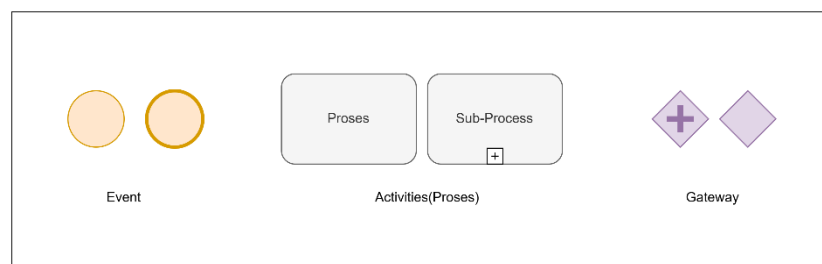 Proses
Sub-Process
Event
Activities(Proses)
Gateway